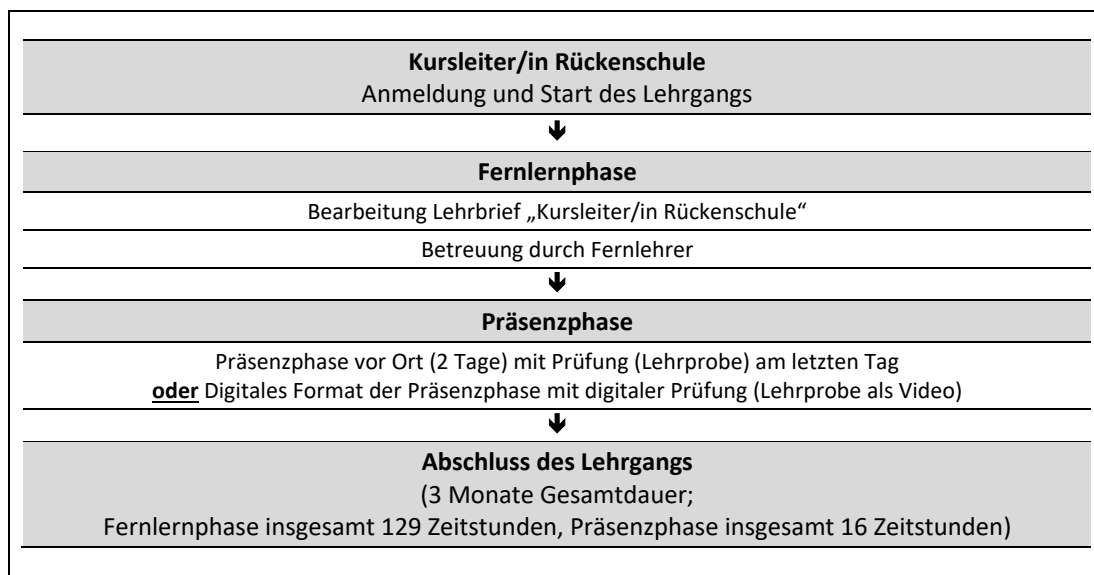 Kursleiter/in Rückenschule
Anmeldung und Start des Lehrgangs
🡻
Fernlernphase
Bearbeitung Lehrbrief „Kursleiter/in Rückenschule“
Betreuung durch Fernlehrer
🡻
Präsenzphase
Präsenzphase vor Ort (2 Tage) mit Prüfung (Lehrprobe) am letzten Tag
oder Digitales Format der Präsenzphase mit digitaler Prüfung (Lehrprobe als Video)
🡻
Abschluss des Lehrgangs
(3 Monate Gesamtdauer;
Fernlernphase insgesamt 129 Zeitstunden, Präsenzphase insgesamt 16 Zeitstunden)